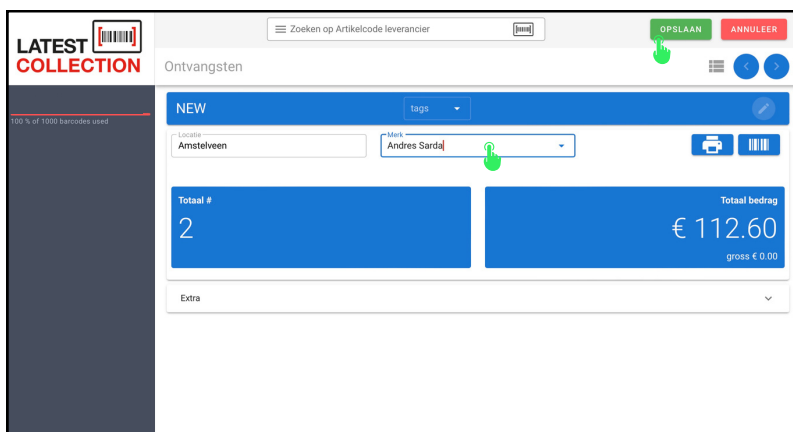 LATEST
COLLECTION
Zoeken op Artikelcode leverancier
OPSLAAN
ANNULEER
Ontvangsten
100 % of 1000 barcodes used
NEW
tags
Locatie
Amstelveen
Merk
Andres Sarda
Totaal #
2
Totaal bedrag
€ 112.60
gross € 0.00
Extra